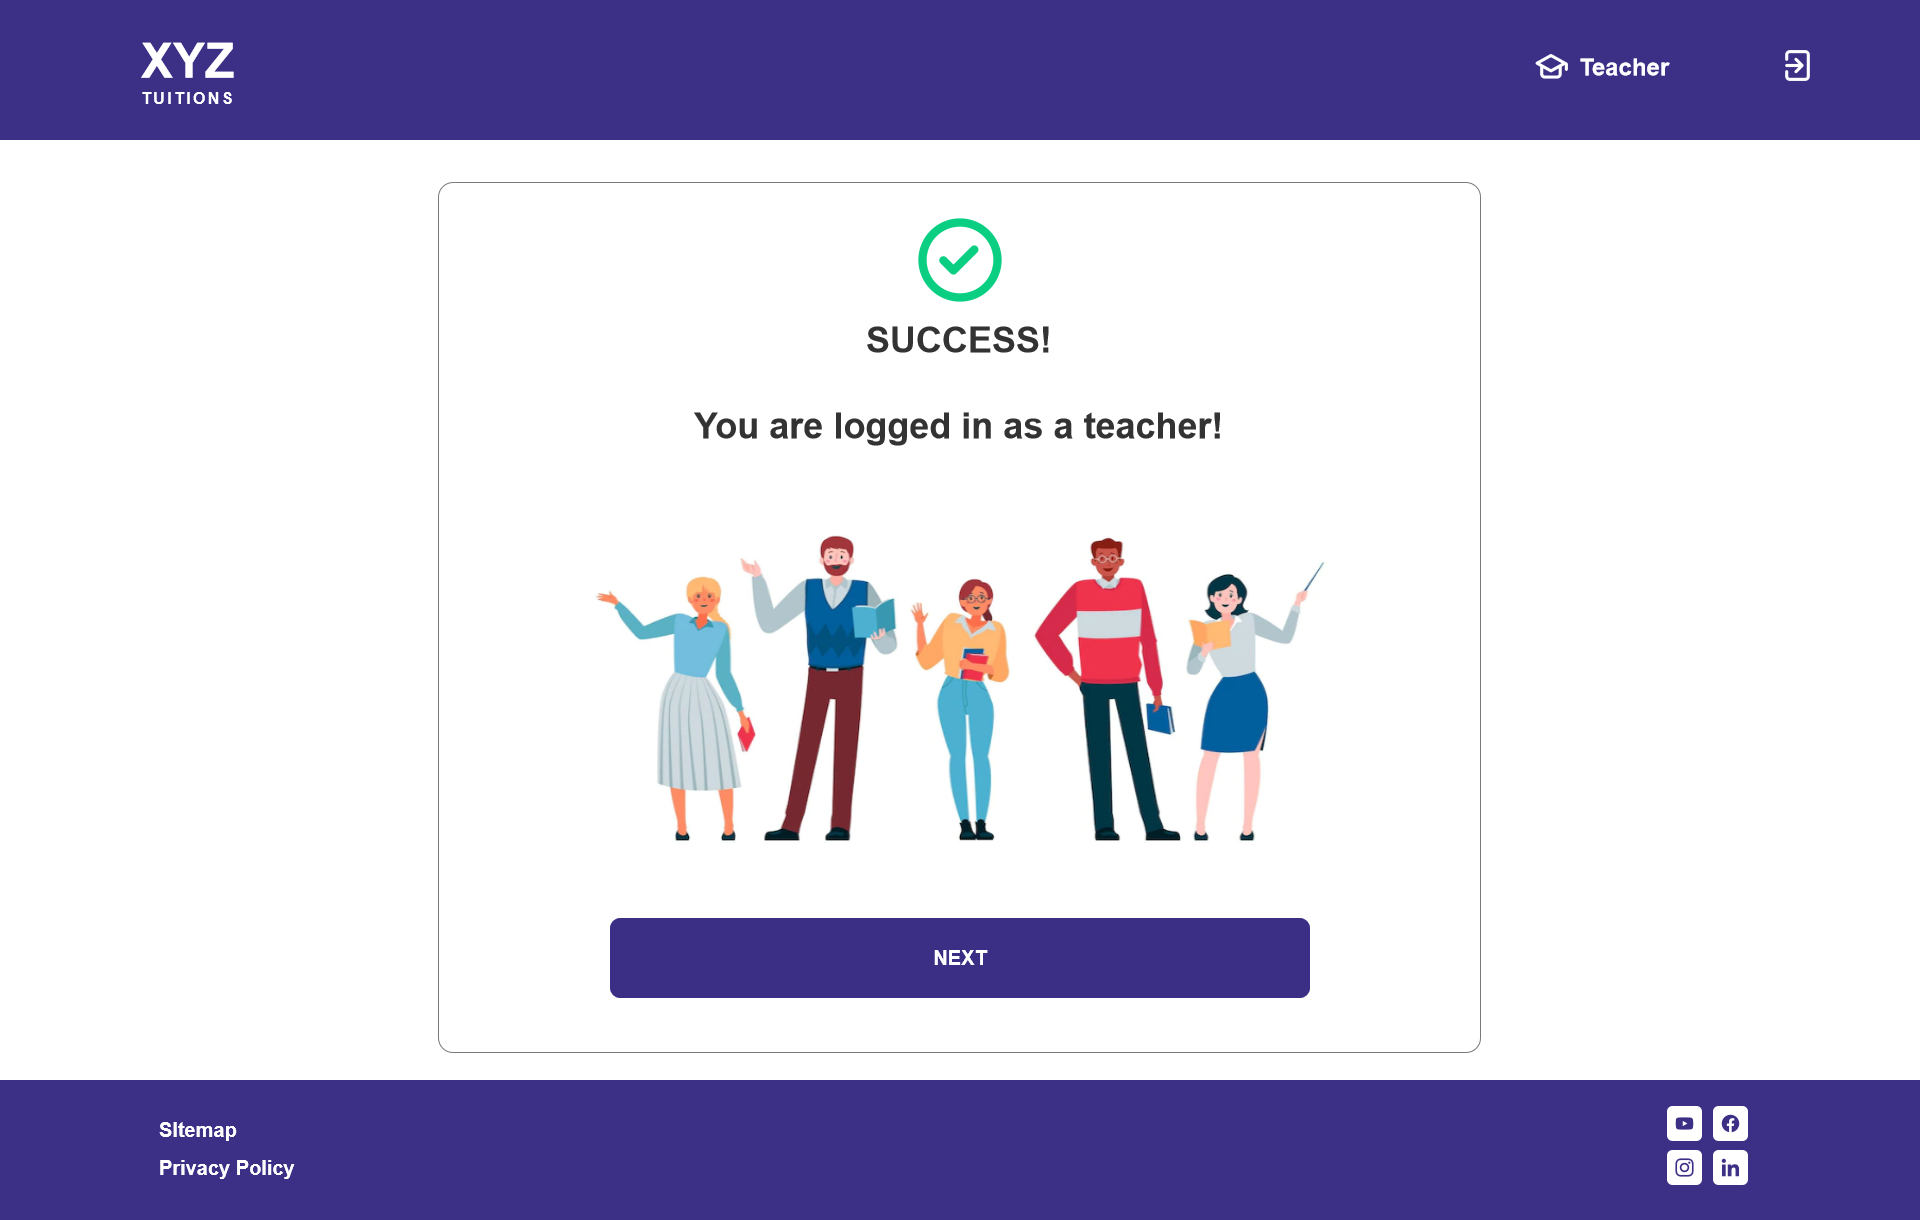 XYZ
TUITIONS
Teacher
SUCCESS!
You are logged in as a teacher!
NEXT
SItemap
Privacy Policy